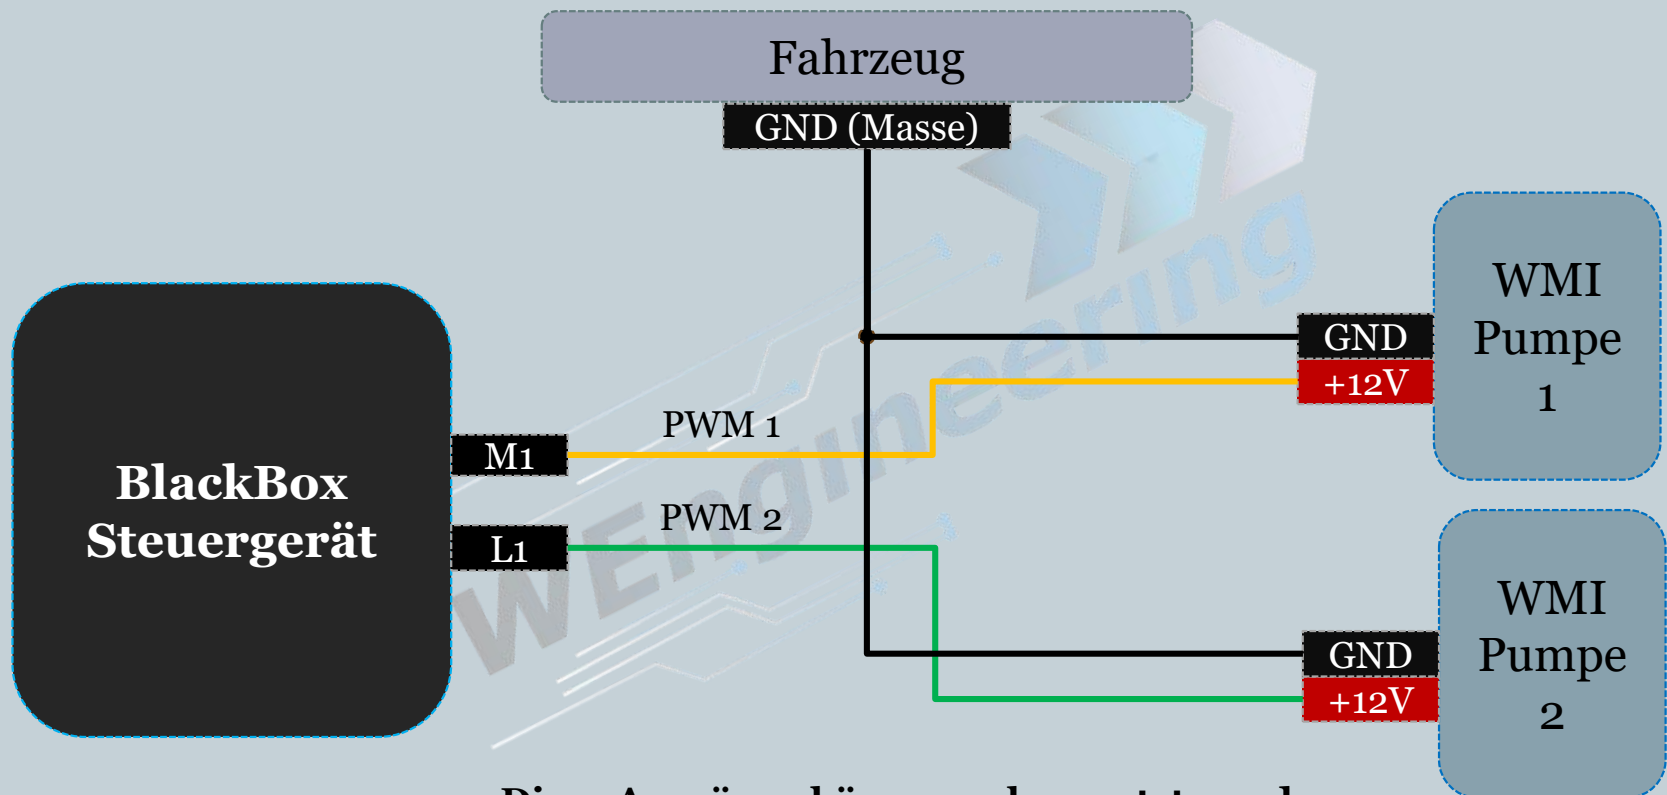 Fahrzeug
GND (Masse)
WMI
Pumpe
1
GND
+12V
PWM 1
M1
BlackBox
Steuergerät
PWM 2
L1
WMI
Pumpe
2
GND
+12V
WEngineering